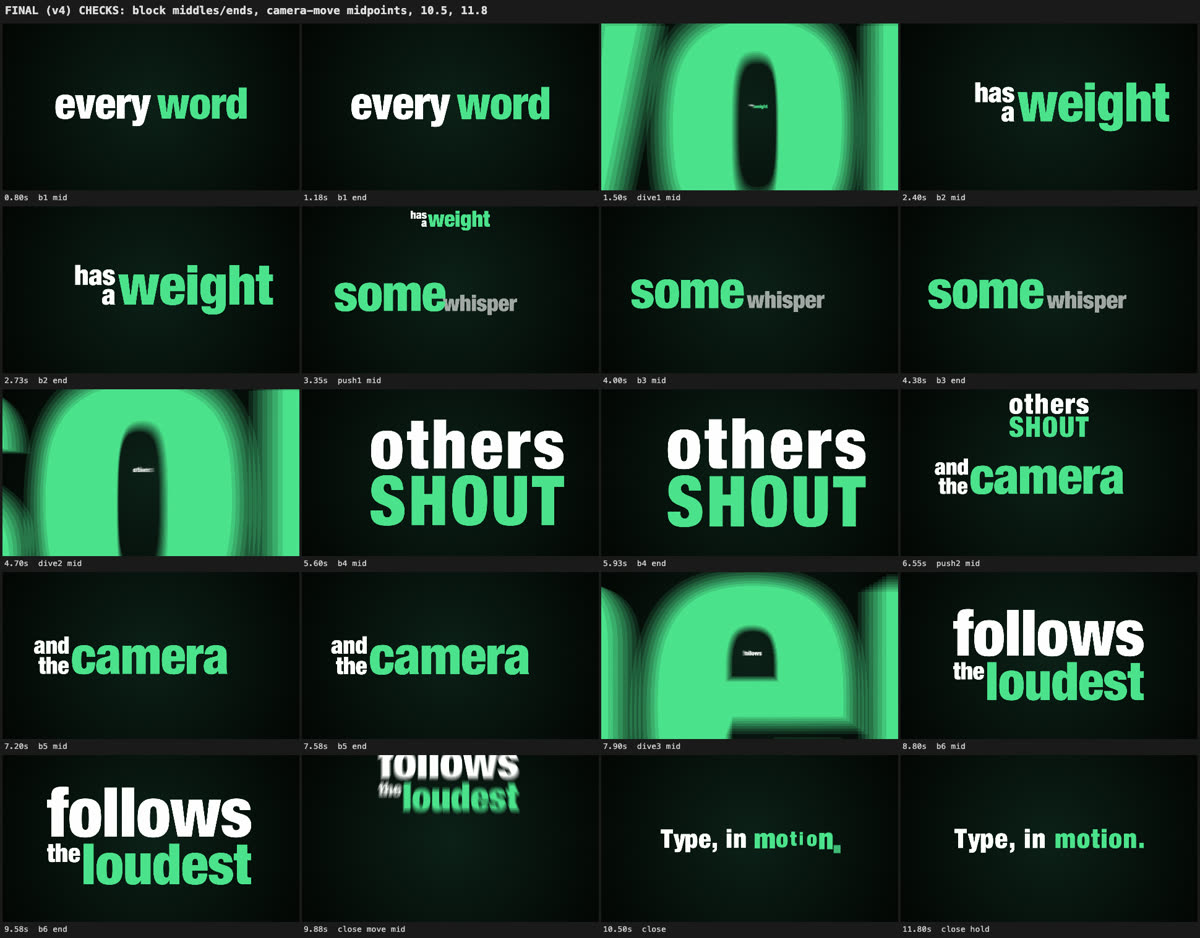 FINAL (v4) CHECKS: block middles/ends, camera-move midpoints, 10.5, 11.8
every word
0.80s b1 mid
every word
1.18s b1 end
weight
1.50s dive1 mid
has
a weight
2.40s b2 mid
has
a weight
2.73s b2 end
has
a weight
some whisper
3.35s push1 mid
some whisper
4.00s b3 mid
some whisper
4.38s b3 end
others
4.70s dive2 mid
others
SHOUT
5.60s b4 mid
others
SHOUT
5.93s b4 end
others
SHOUT
and
the camera
6.55s push2 mid
and
the camera
7.20s b5 mid
and
the camera
7.58s b5 end
e
follows
7.90s dive3 mid
follows
the loudest
8.80s b6 mid
follows
the loudest
9.58s b6 end
follows
the loudest
9.88s close move mid
Type, in motion.
10.50s close
Type, in motion.
11.80s close hold